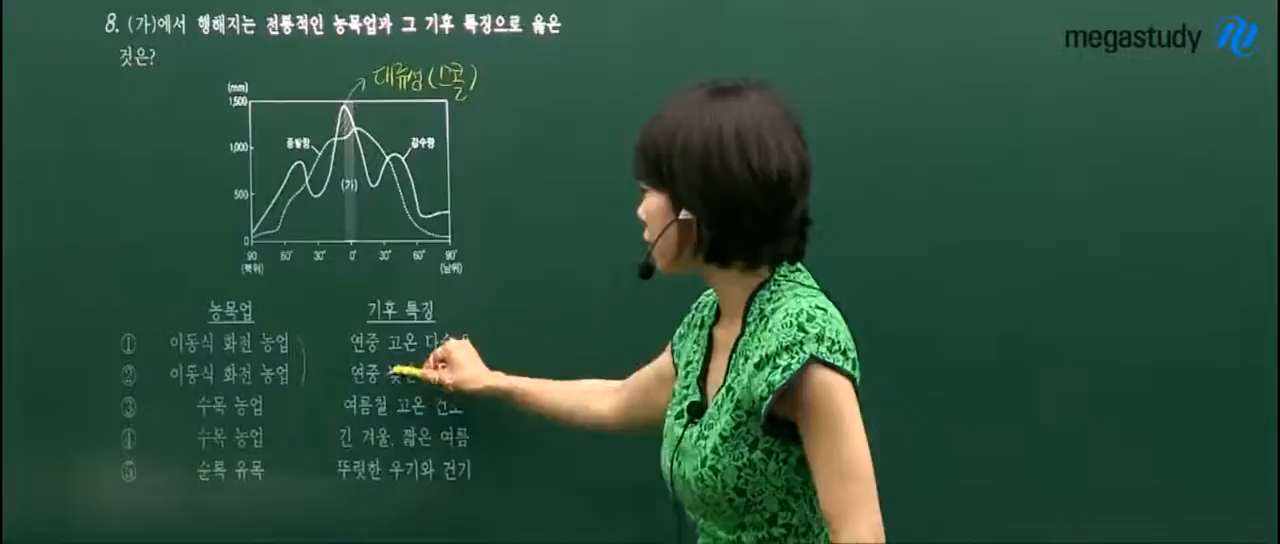 8. (가)에서 행해지는 전통적인 농목업과 그 기후 특징으로 옳은
것은?
megastudy
대류성(스콜)
(mm)
1,500
1,000
500
0
증발량
강수량
(가)
90 60° 30° 0° 30° 60° 90°
(북위) (남위)
농목업 기후 특징
① 이동식 화전 농업 연중 고온
② 이동식 화전 농업 연중
③ 수목 농업 여름철 고온 건조
④ 수목 농업 긴 겨울, 짧은 여름
⑤ 순록 유목 뚜렷한 우기와 건기